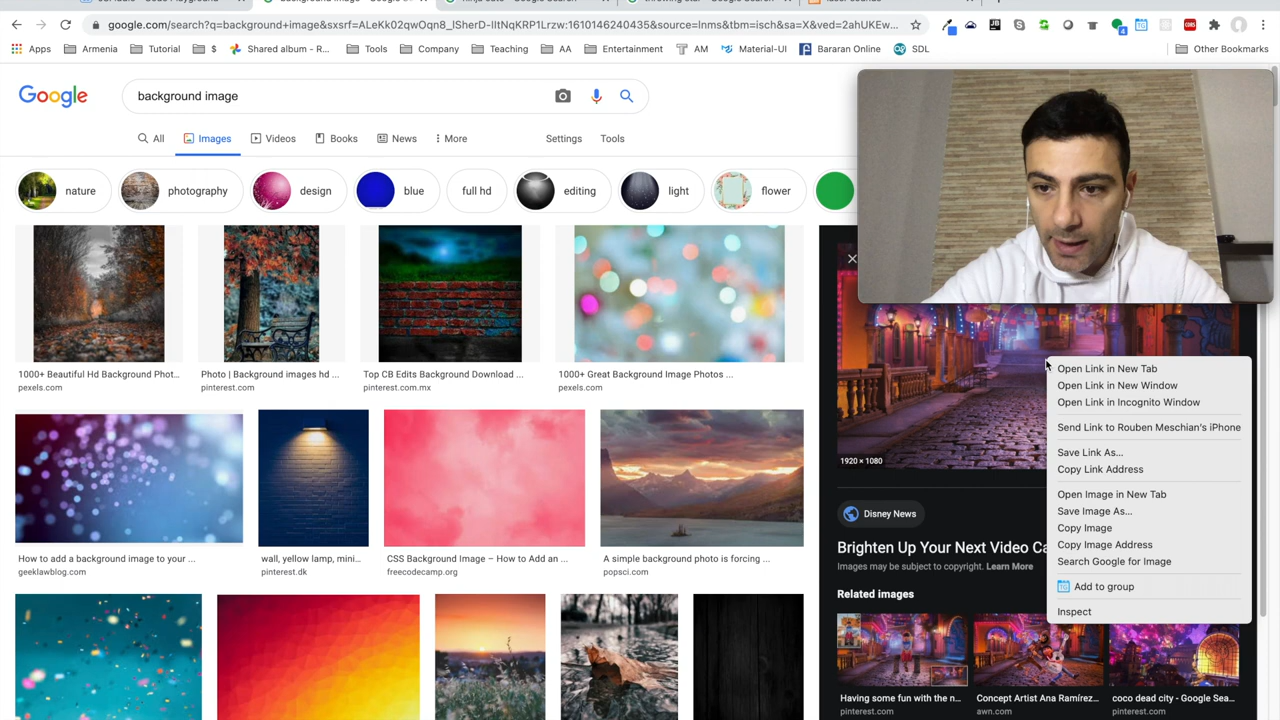 google.com/search?q=background+image&sxsrf=ALeKk02qwOqn8_lSherD-lItNqKRP1Lrzw:1610146240435&source=lnms&tbm=isch&sa=X&ved=2ahUKEw...
Apps
Armenia
Tutorial
$
Shared album - R...
Tools
Company
Teaching
AA
Entertainment
AM
Material-UI
Bararan Online
SDL
Other Bookmarks
Google
background image
All
Images
Videos
Books
News
More
Settings
Tools
nature
photography
design
blue
full hd
editing
light
flower
1000+ Beautiful Hd Background Phot...
pexels.com
Photo | Backgrounds images hd ...
pinterest.com
Top CB Edits Background Download ...
pinterest.com.mx
1000+ Great Background Image Photos ...
pexels.com
How to add a background image to your ...
geeklawblog.com
wall, yellow lamp, mini...
pinterest.dk
CSS Background Image – How to Add an ...
freecodecamp.org
A simple background photo is forcing ...
popsci.com
1920 × 1080
Disney News
Brighten Up Your Next Video Ca
Images may be subject to copyright. Learn More
Related images
Having some fun with the n...
pinterest.com
Concept Artist Ana Ramírez...
awn.com
coco dead city - Google Sea...
pinterest.com
Open Link in New Tab
Open Link in New Window
Open Link in Incognito Window
Send Link to Rouben Meschian's iPhone
Save Link As...
Copy Link Address
Open Image in New Tab
Save Image As...
Copy Image
Copy Image Address
Search Google for Image
Add to group
Inspect